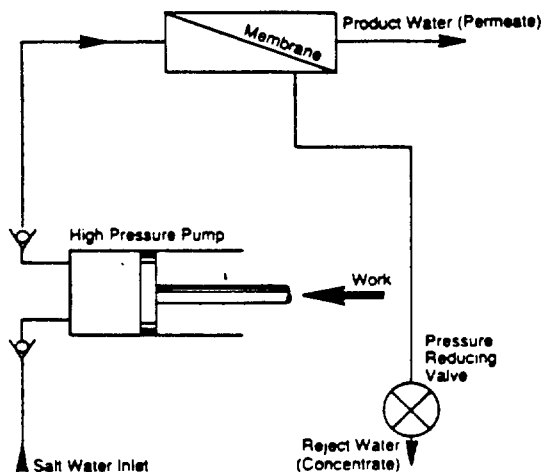 Product Water (Permeate)
Membrane
High Pressure Pump
Work
Pressure
Reducing
Valve
Reject Water
(Concentrate)
Salt Water Inlet